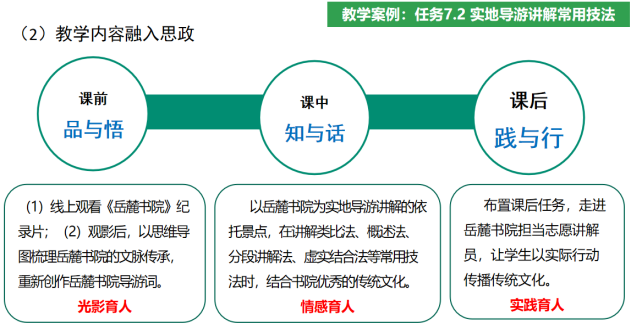 教学案例：任务7.2 实地导游讲解常用技法
（2）教学内容融入思政
课前
品与悟
课中
知与话
课后
践与行
（1）线上观看《岳麓书院》纪
录片；（2）观影后，以思维导
图梳理岳麓书院的文脉传承，
重新创作岳麓书院导游词。
光影育人
以岳麓书院为实地导游讲解的依
托景点，在讲解类比法、概述法、
分段讲解法、虚实结合法等常用技
法时，结合书院优秀的传统文化。
情感育人
布置课后任务，走进
岳麓书院担当志愿讲解
员，让学生以实际行动
传播传统文化。
实践育人